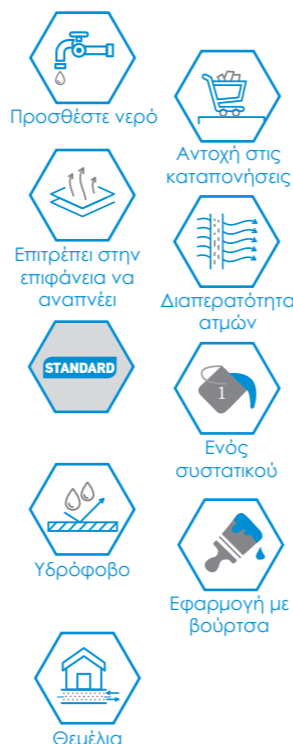 Προσθέστε νερό
Αντοχή στις
καταπονήσεις
Επιτρέπει στην
επιφάνεια να
αναπνέει
Διαπερατότητα
ατμών
STANDARD
1
Ενός
συστατικού
Υδρόφοβο
Εφαρμογή με
βούρτσα
Θεμέλια